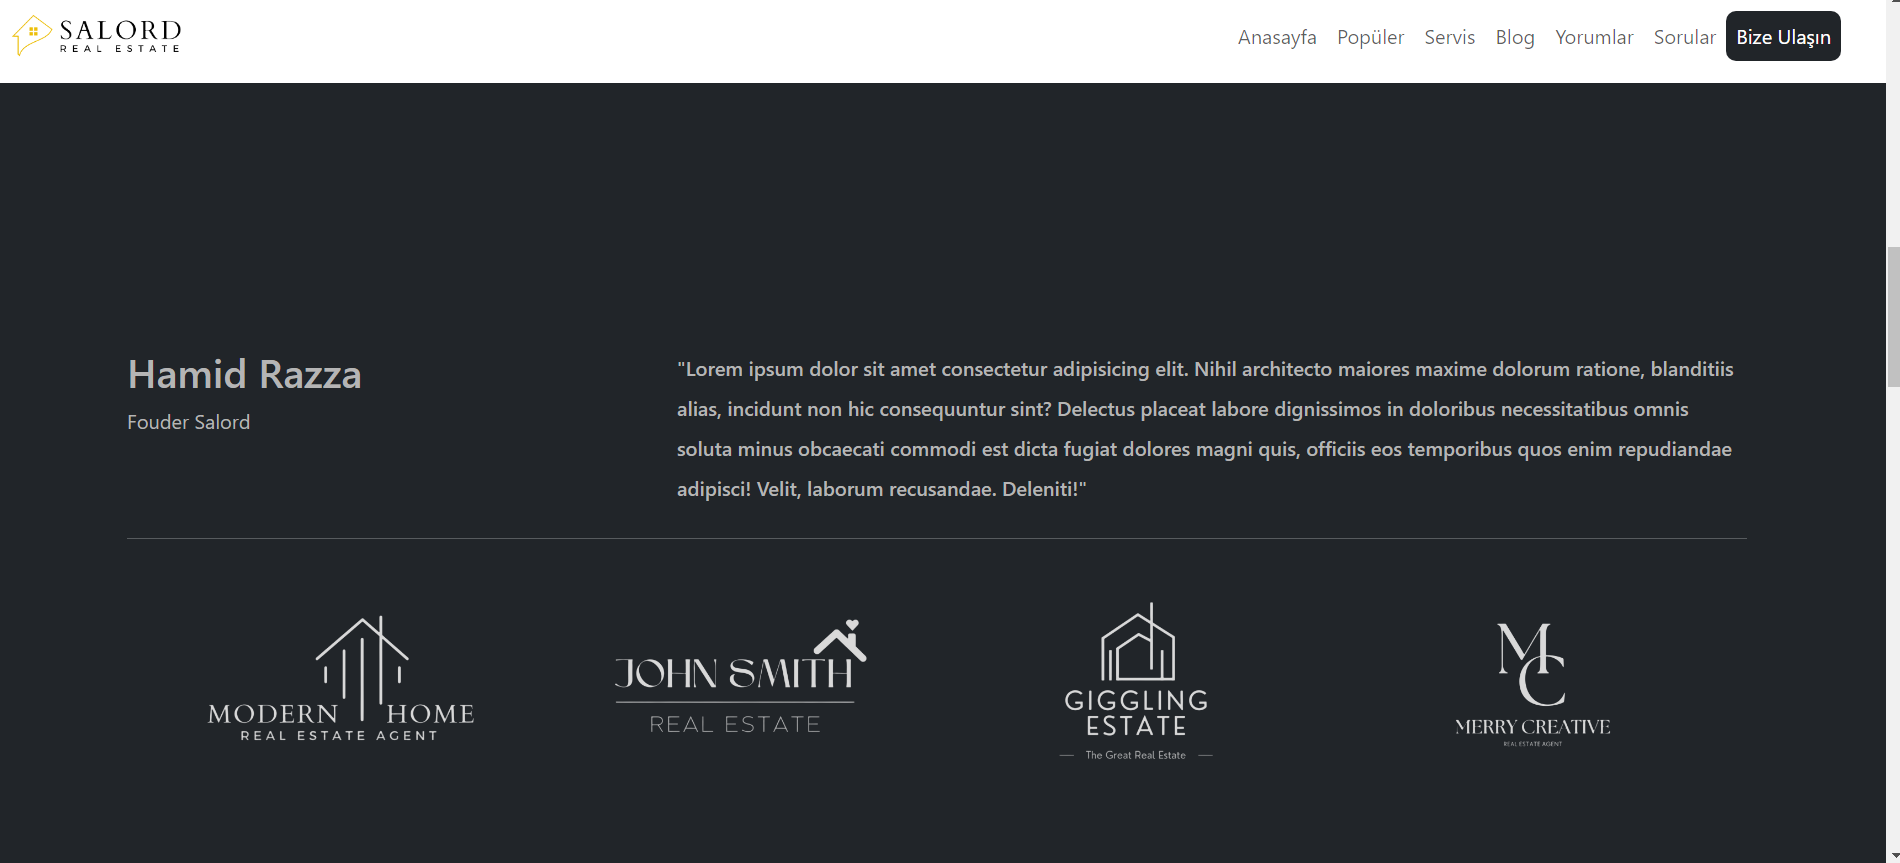 SALORD
REAL ESTATE
Anasayfa Popüler Servis Blog Yorumlar Sorular Bize Ulaşın
Hamid Razza
Fouder Salord
"Lorem ipsum dolor sit amet consectetur adipisicing elit. Nihil architecto maiores maxime dolorum ratione, blanditiis
alias, incidunt non hic consequuntur sint? Delectus placeat labore dignissimos in doloribus necessitatibus omnis
soluta minus obcaecati commodi est dicta fugiat dolores magni quis, officiis eos temporibus quos enim repudiandae
adipisci! Velit, laborum recusandae. Deleniti!"
MODERN HOME
REAL ESTATE AGENT
JOHN SMITH
REAL ESTATE
GIGGLING
ESTATE
The Great Real Estate
MC
MERRY CREATIVE
REAL ESTATE AGENT